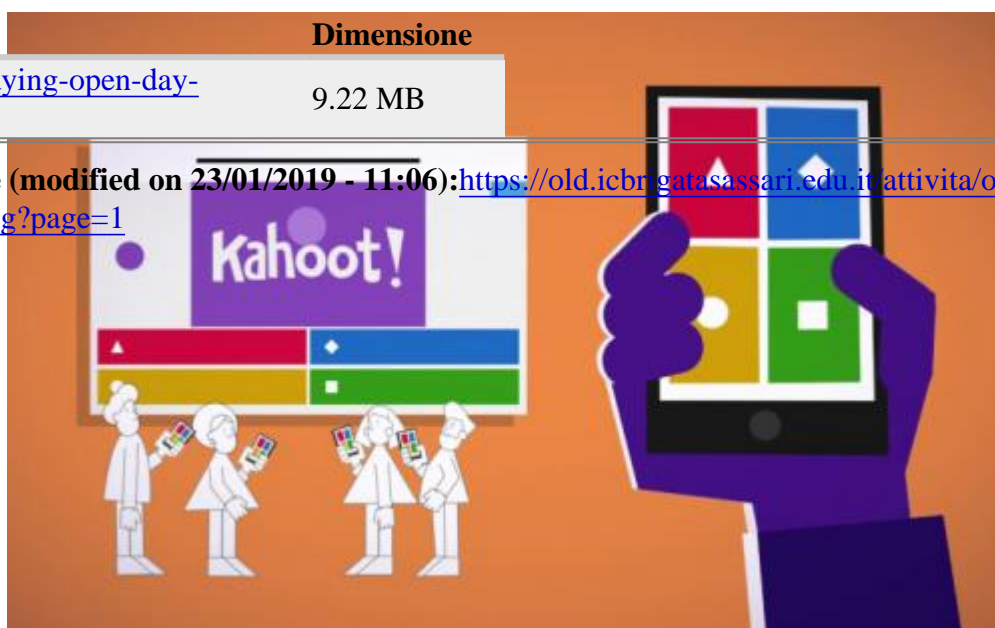 Dimensione
ying-open-day-
9.22 MB
(modified on 23/01/2019 - 11:06):https://old.icbrigatasassari.edu.it/attivita/o
g?page=1
Kahoot!